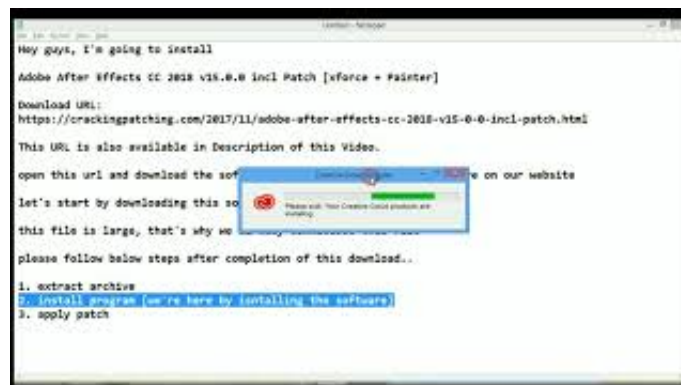 Untitled - Notepad
Hey guys, I'm going to install
Adobe After Effects CC 2018 v15.0.0 incl Patch [xforce + Painter]
Download URL:
https://crackingpatching.com/2017/11/adobe-after-effects-cc-2018-v15-0-0-incl-patch.html
This URL is also available in Description of this Video.
open this url and download the sof e on our website
let's start by downloading this so
Please wait. Your Creative Cloud products are
installing.
this file is large, that's why we
please follow below steps after completion of this download..
1. extract archive
2. install program [we're here by isntalling the software]
3. apply patch